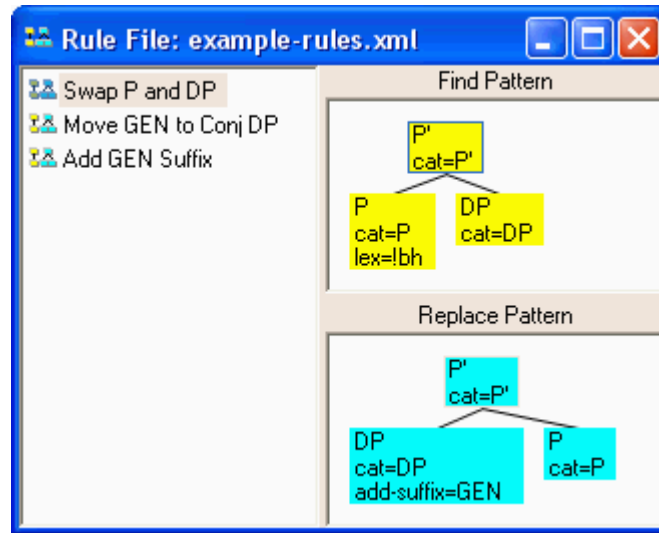 Rule File: example-rules.xml
Swap P and DP
Move GEN to Conj DP
Add GEN Suffix
Find Pattern
P'
cat=P'
P
cat=P
lex=!bh
DP
cat=DP
Replace Pattern
P'
cat=P'
DP
cat=DP
add-suffix=GEN
P
cat=P